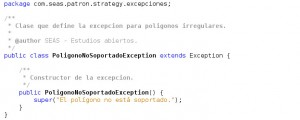 package com.seas.patron.strategy.excepciones;
/**
* Clase que define la excepcion para poligonos irregulares.
*
* @author SEAS - Estudios abiertos.
*/
public class PoligonoNoSoportadoException extends Exception {
/**
* Constructor de la excepcion.
*/
public PoligonoNoSoportadoException() {
super("El poligono no está soportado.");
}
}